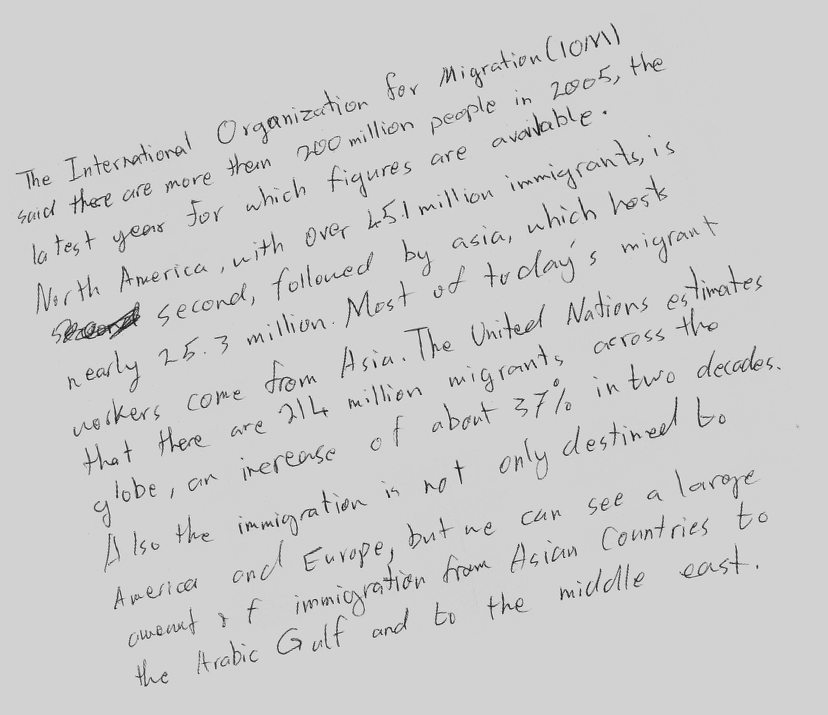 The International Organization for Migration (IOM)
said there are more then 200 million people in 2005, the
latest year for which figures are available.
North America, with over 45.1 million immigrants, is
second, followed by asia, which hosts
nearly 25.3 million. Most of today's migrant
workers come from Asia. The United Nations estimates
that there are 214 million migrants across the
globe, an increase of about 37% in two decades.
Also the immigration is not only destined to
America and Europe, but we can see a large
amount of immigration from Asian Countries to
the Arabic Gulf and to the middle east.